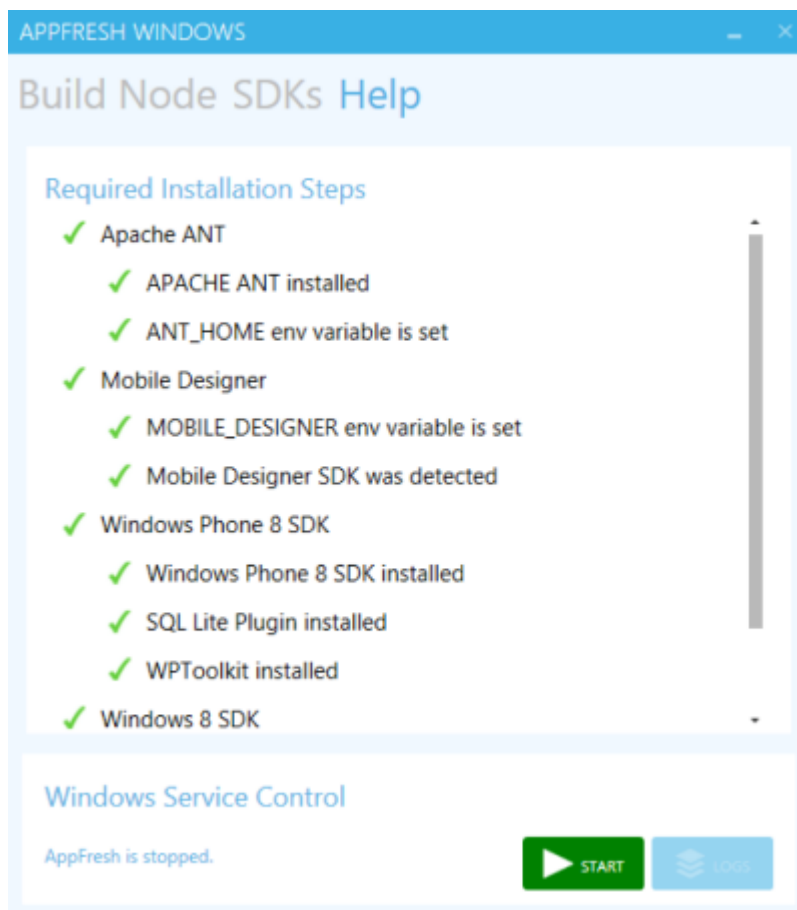 APPFRESH WINDOWS
Build Node SDKs Help
Required Installation Steps
Apache ANT
APACHE ANT installed
ANT_HOME env variable is set
Mobile Designer
MOBILE_DESIGNER env variable is set
Mobile Designer SDK was detected
Windows Phone 8 SDK
Windows Phone 8 SDK installed
SQL Lite Plugin installed
WPToolkit installed
Windows 8 SDK
Windows Service Control
AppFresh is stopped.
START
LOGS